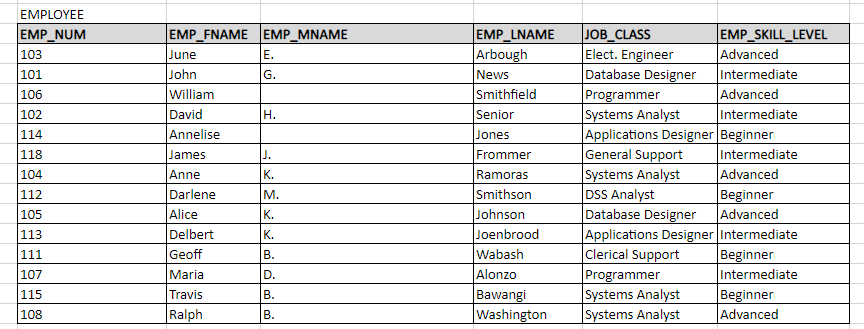 EMPLOYEE
EMP_NUM EMP_FNAME EMP_MNAME EMP_LNAME JOB_CLASS EMP_SKILL_LEVEL
103 June E. Arbough Elect. Engineer Advanced
101 John G. News Database Designer Intermediate
106 William Smithfield Programmer Advanced
102 David H. Senior Systems Analyst Intermediate
114 Annelise Jones Applications Designer Beginner
118 James J. Frommer General Support Intermediate
104 Anne K. Ramoras Systems Analyst Advanced
112 Darlene M. Smithson DSS Analyst Beginner
105 Alice K. Johnson Database Designer Advanced
113 Delbert K. Joenbrood Applications Designer Intermediate
111 Geoff B. Wabash Clerical Support Beginner
107 Maria D. Alonzo Programmer Intermediate
115 Travis B. Bawangi Systems Analyst Beginner
108 Ralph B. Washington Systems Analyst Advanced